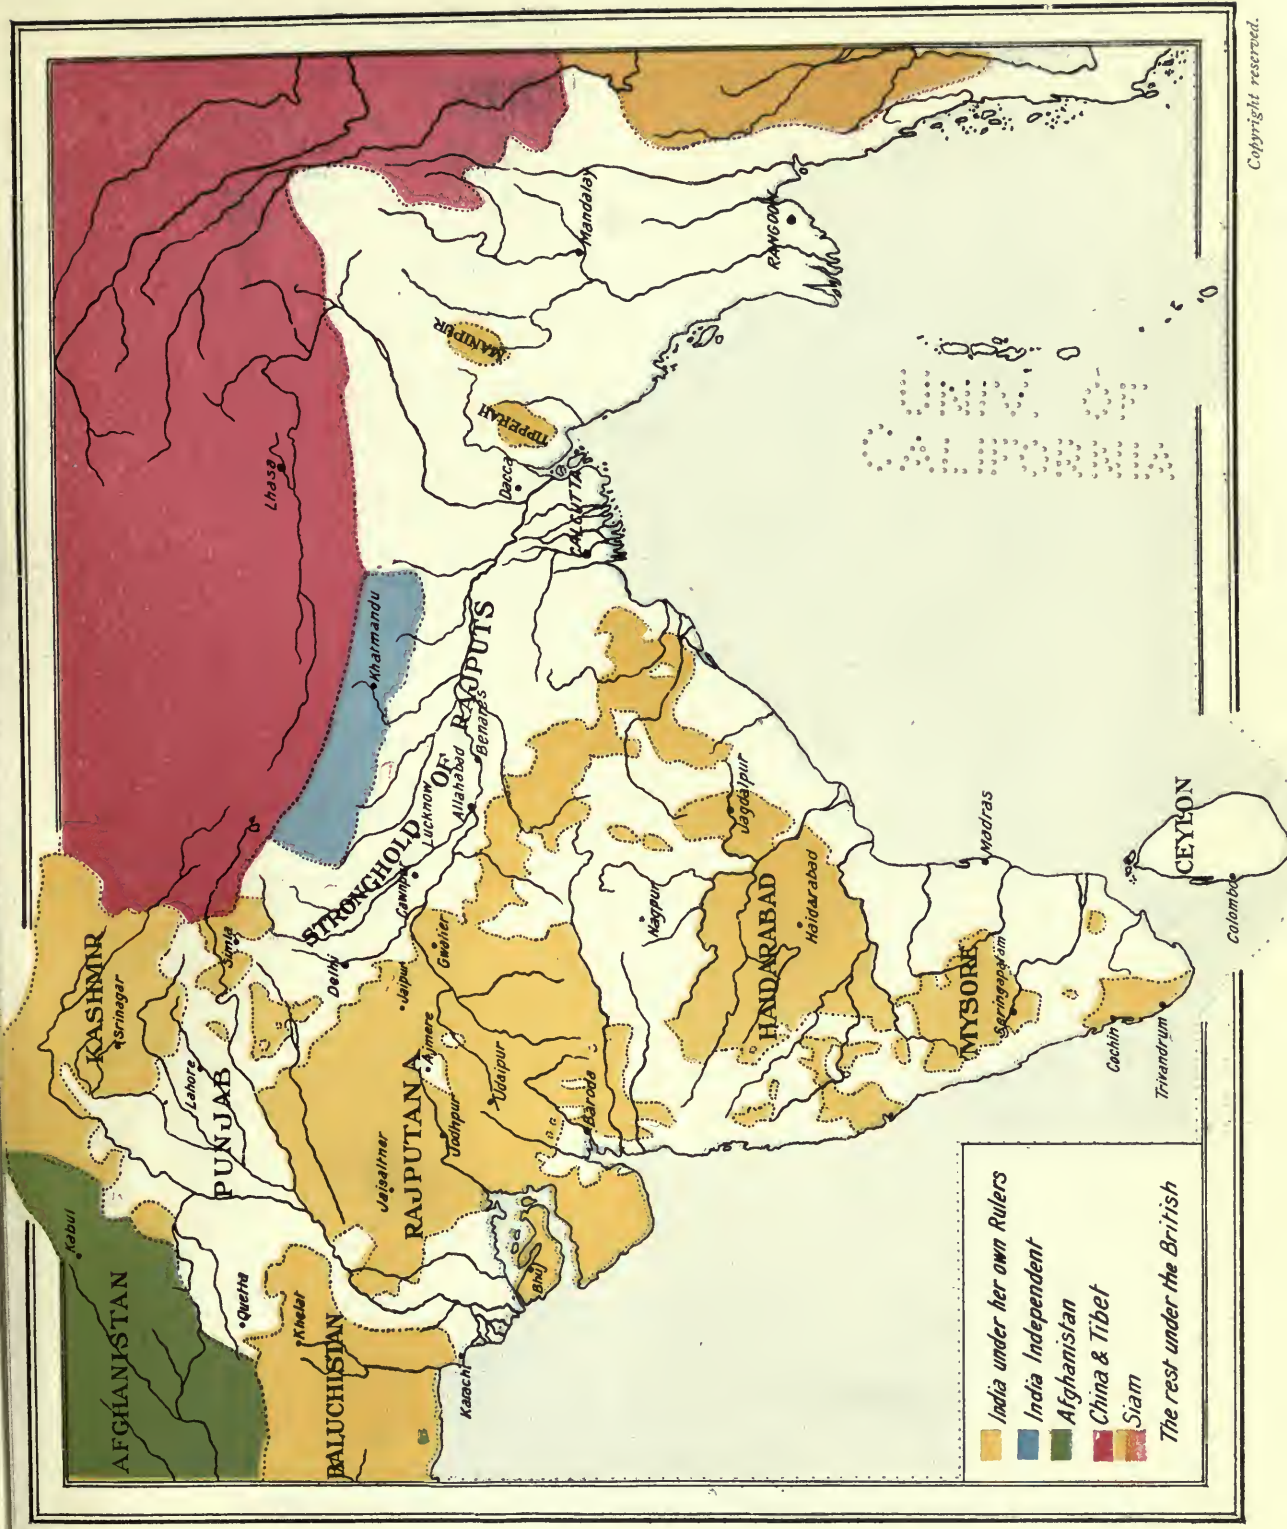 Copyright reserved.
AFGHANISTAN
Kabul
KASHMIR
Srinagar
PUNJAB
Lahore
Simla
Quetta
Khelat
BALUCHISTAN
Karachi
Delhi
STRONGHOLD OF RAJPUTS
Lucknow
Cawnpur
Allahabad
Benares
Kharmandu
Lhasa
RAJPUTANA
Jaisalmer
Jodhpur
Ajmere
Jaipur
Gwalier
Udaipur
Baroda
Bhuj
MANIPUR
TIPPERAH
Dacca
CALCUTTA
Mandalay
RANGOON
Nagpur
Jagdalpur
HAIDARABAD
Haidarabad
MYSORE
Seringapatam
Madras
Cochin
Trivandrum
CEYLON
Colombo
UNIV. OF
CALIFORNIA
India under her own Rulers
India Independent
Afghanistan
China & Tibet
Siam
The rest under the British